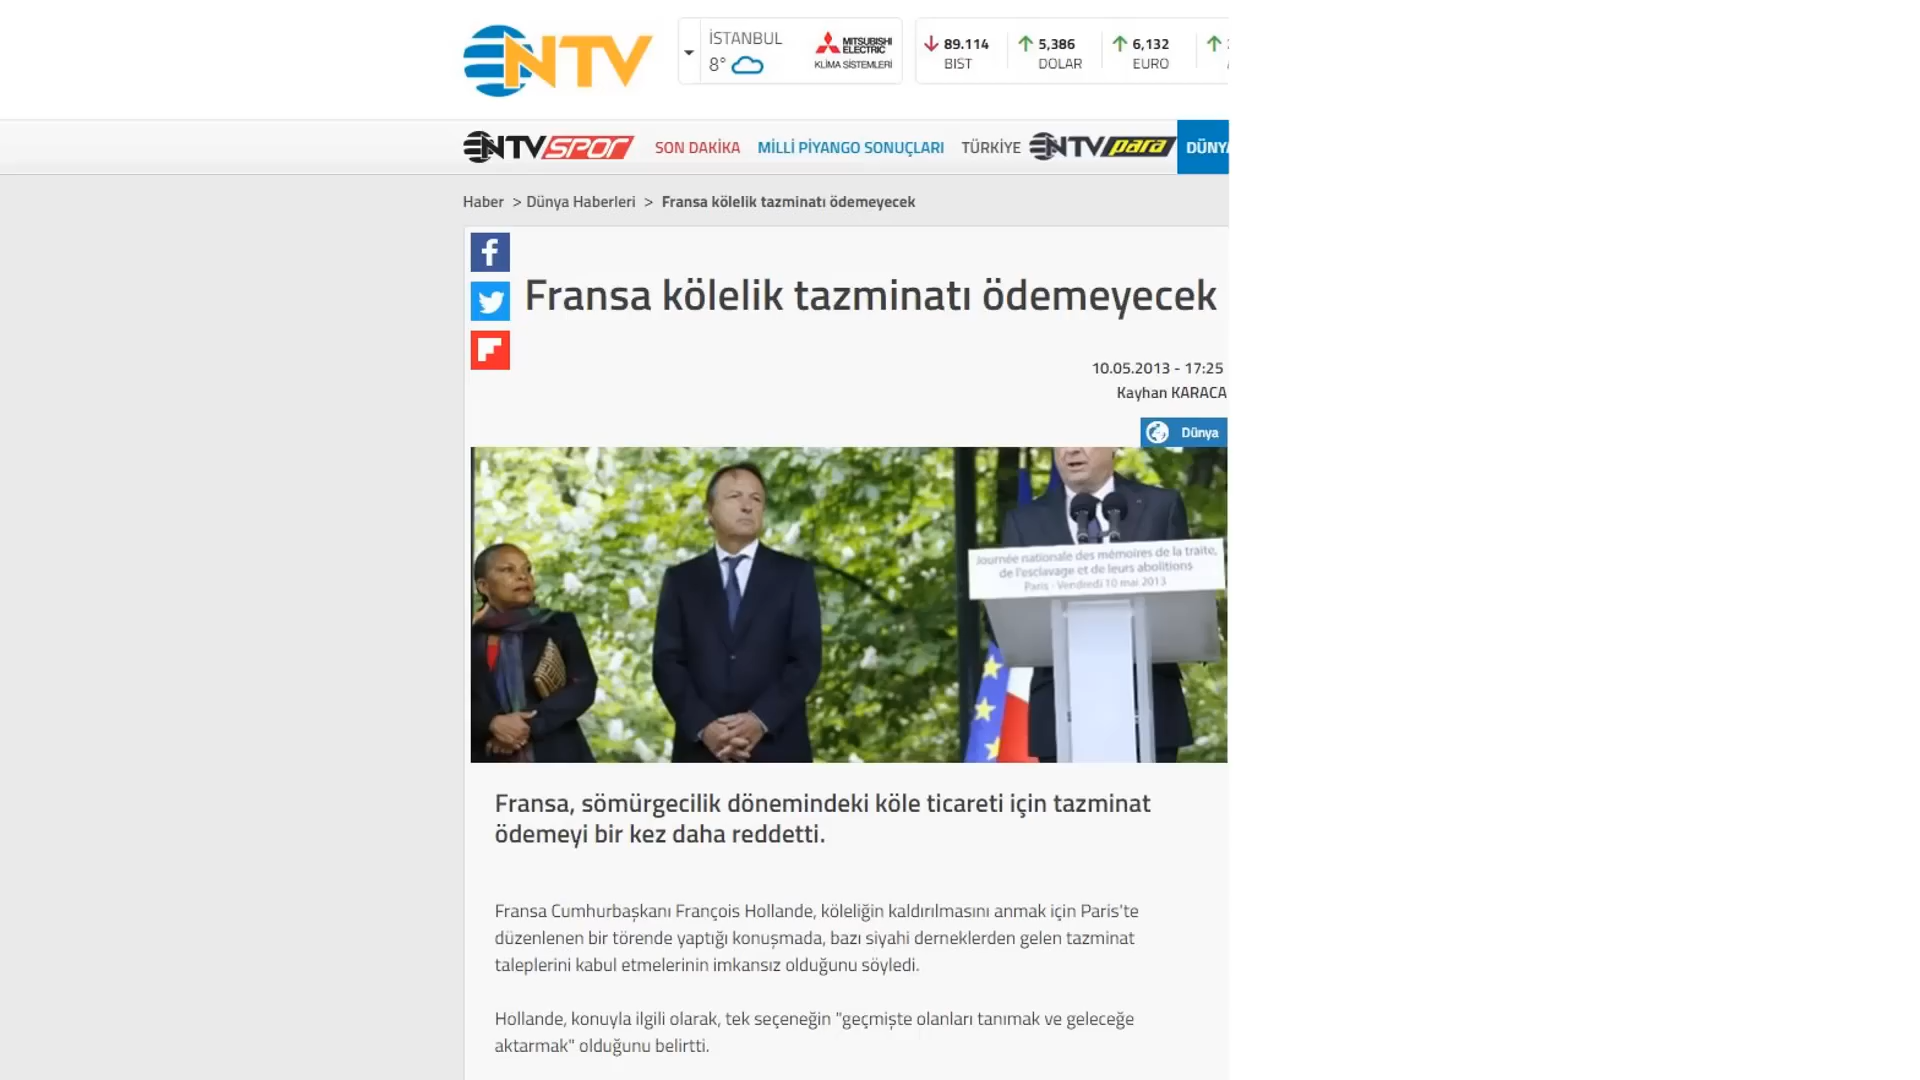 NTV
İSTANBUL
8°
MITSUBISHI
ELECTRIC
KLİMA SİSTEMLERİ
89.114
BIST
5,386
DOLAR
6,132
EURO
NTVSPOR
SON DAKİKA
MİLLİ PİYANGO SONUÇLARI
TÜRKİYE
NTVpara
Haber > Dünya Haberleri > Fransa kölelik tazminatı ödemeyecek
Fransa kölelik tazminatı ödemeyecek
10.05.2013 - 17:25
Kayhan KARACA
Dünya
Journée nationale des mémoires de la traite,
de l'esclavage et de leurs abolitions
Paris - Vendredi 10 mai 2013
Fransa, sömürgecilik dönemindeki köle ticareti için tazminat
ödemeyi bir kez daha reddetti.
Fransa Cumhurbaşkanı François Hollande, köleliğin kaldırılmasını anmak için Paris'te
düzenlenen bir törende yaptığı konuşmada, bazı siyahi derneklerden gelen tazminat
taleplerini kabul etmelerinin imkansız olduğunu söyledi.
Hollande, konuyla ilgili olarak, tek seçeneğin "geçmişte olanları tanımak ve geleceğe
aktarmak" olduğunu belirtti.